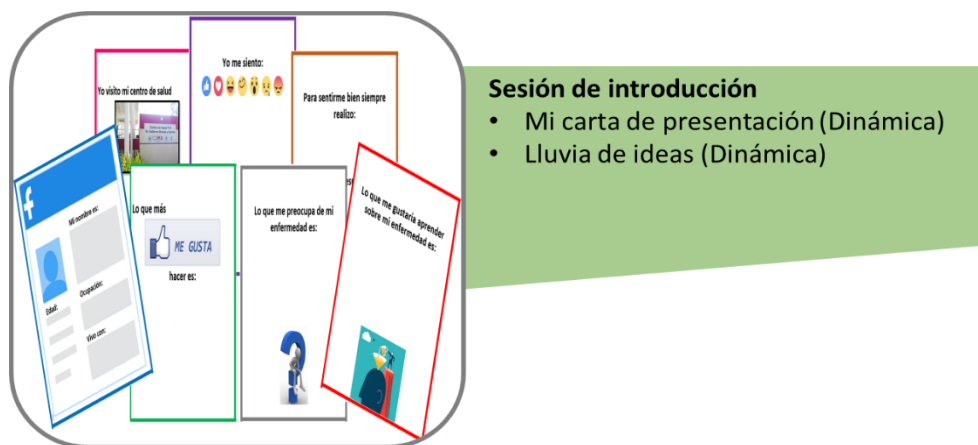 Yo visito mi centro de salud
Yo me siento:
Para sentirme bien siempre
realizo:
f
Mi nombre es:
Edad:
Ocupación:
Vivo con:
Lo que más
ME GUSTA
hacer es:
Lo que me preocupa de mi
enfermedad es:
Lo que me gustaría aprender
sobre mi enfermedad es:
Sesión de introducción
• Mi carta de presentación (Dinámica)
• Lluvia de ideas (Dinámica)